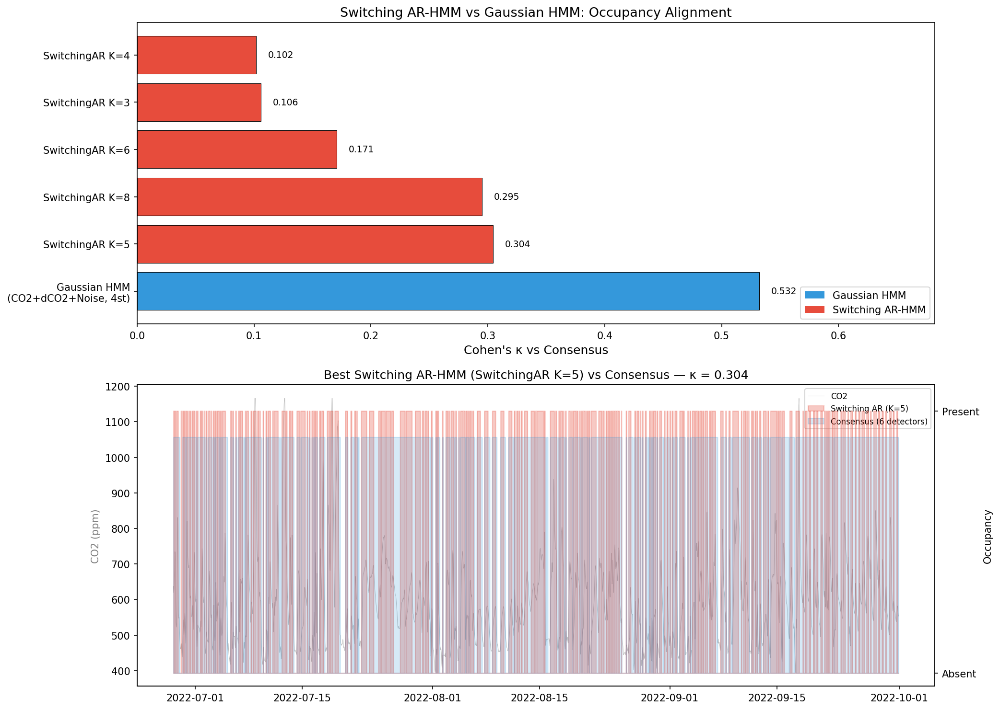 Switching AR-HMM vs Gaussian HMM: Occupancy Alignment
SwitchingAR K=4
0.102
SwitchingAR K=3
0.106
SwitchingAR K=6
0.171
SwitchingAR K=8
0.295
SwitchingAR K=5
0.304
Gaussian HMM
(CO2+dCO2+Noise, 4st)
0.532
Gaussian HMM
Switching AR-HMM
0.0 0.1 0.2 0.3 0.4 0.5 0.6
Cohen's κ vs Consensus
Best Switching AR-HMM (SwitchingAR K=5) vs Consensus — κ = 0.304
1200
1100
1000
900
800
700
600
500
400
CO2 (ppm)
CO2
Switching AR (K=5)
Consensus (6 detectors)
Present
Absent
Occupancy
2022-07-01 2022-07-15 2022-08-01 2022-08-15 2022-09-01 2022-09-15 2022-10-01